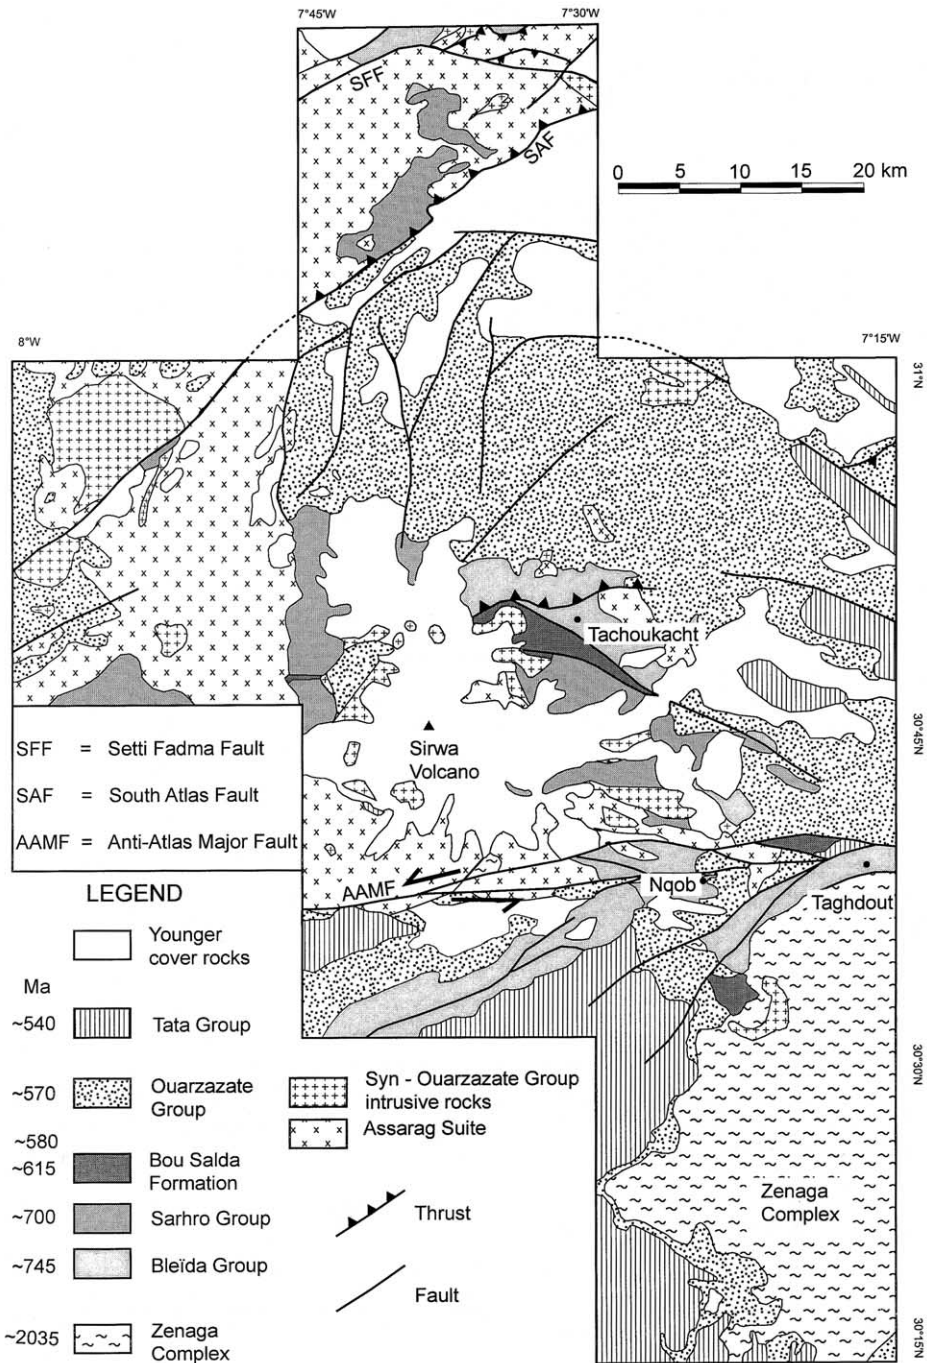 7°45'W
7°30'W
SFF
SAF
0 5 10 15 20 km
8°W
7°15'W
31°N
Tachoukacht
30°45'N
Sirwa
Volcano
SFF = Setti Fadma Fault
SAF = South Atlas Fault
AAMF = Anti-Atlas Major Fault
AAMF
Nqob
Taghdout
LEGEND
Younger
cover rocks
Ma
~540 Tata Group
~570 Ouarzazate
Group
~580
~615 Bou Salda
Formation
~700 Sarhro Group
~745 Bleïda Group
~2035 Zenaga
Complex
Syn - Ouarzazate Group
intrusive rocks
Assarag Suite
Thrust
Fault
30°30'N
Zenaga
Complex
30°15'N